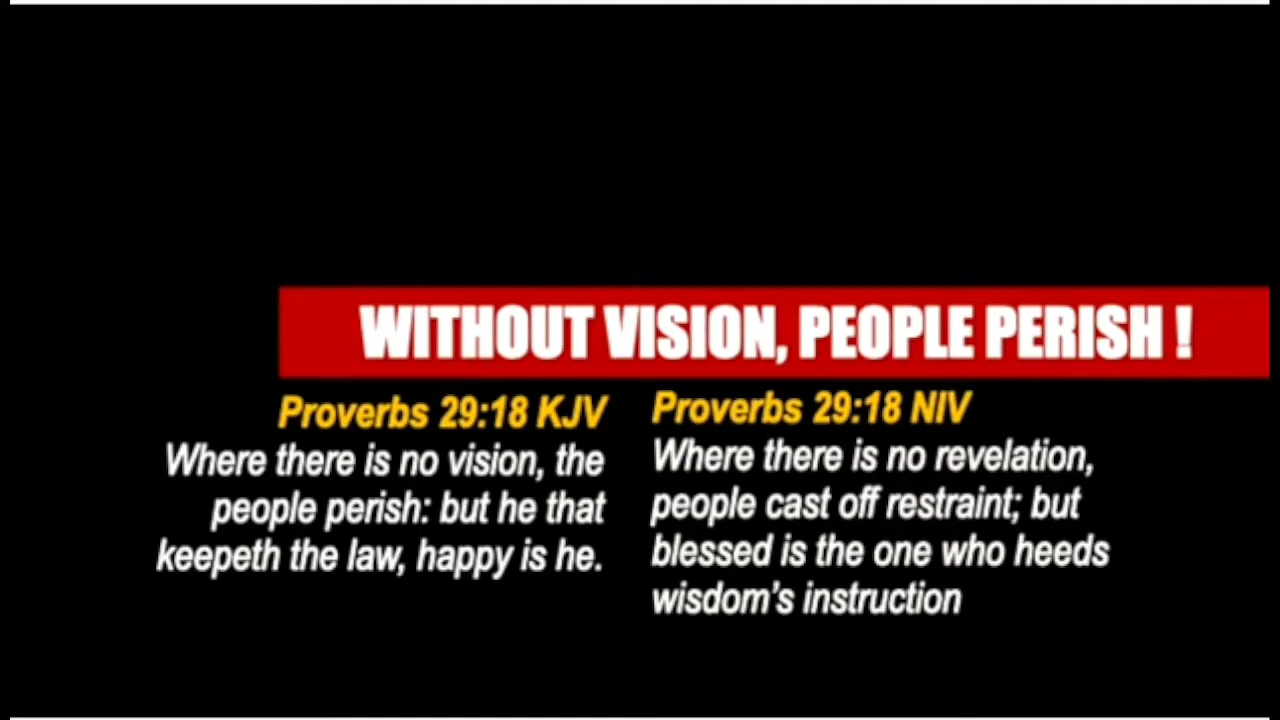 WITHOUT VISION, PEOPLE PERISH !
Proverbs 29:18 KJV
Where there is no vision, the
people perish: but he that
keepeth the law, happy is he.
Proverbs 29:18 NIV
Where there is no revelation,
people cast off restraint; but
blessed is the one who heeds
wisdom’s instruction